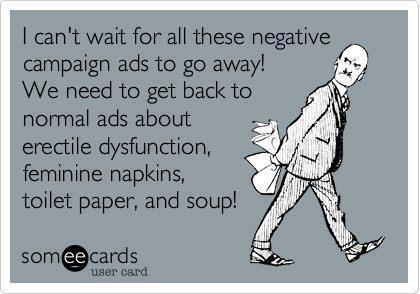 I can't wait for all these negative
campaign ads to go away!
We need to get back to
normal ads about
erectile dysfunction,
feminine napkins,
toilet paper, and soup!
someecards
user card